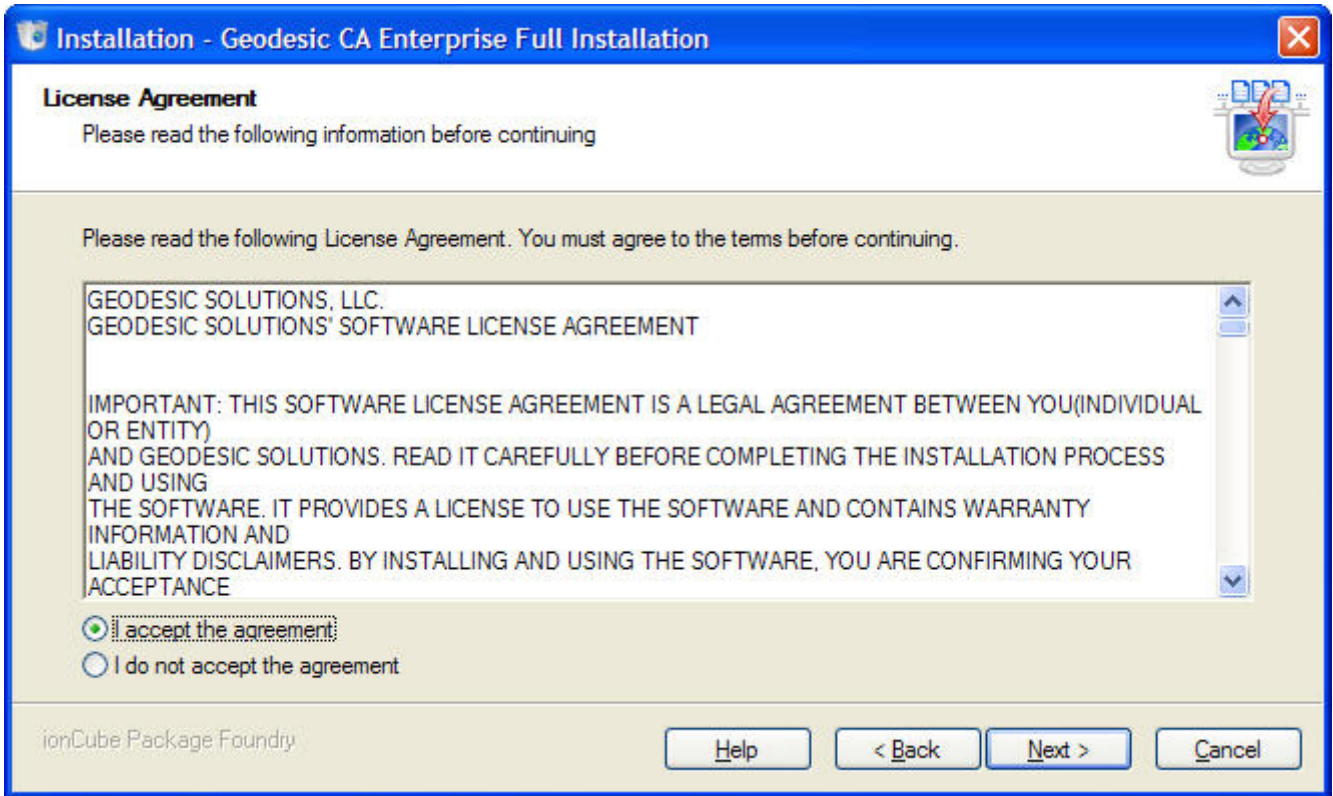 Installation - Geodesic CA Enterprise Full Installation
License Agreement
Please read the following information before continuing
Please read the following License Agreement. You must agree to the terms before continuing.
GEODESIC SOLUTIONS, LLC.
GEODESIC SOLUTIONS' SOFTWARE LICENSE AGREEMENT
IMPORTANT: THIS SOFTWARE LICENSE AGREEMENT IS A LEGAL AGREEMENT BETWEEN YOU(INDIVIDUAL
OR ENTITY)
AND GEODESIC SOLUTIONS. READ IT CAREFULLY BEFORE COMPLETING THE INSTALLATION PROCESS
AND USING
THE SOFTWARE. IT PROVIDES A LICENSE TO USE THE SOFTWARE AND CONTAINS WARRANTY
INFORMATION AND
LIABILITY DISCLAIMERS. BY INSTALLING AND USING THE SOFTWARE, YOU ARE CONFIRMING YOUR
ACCEPTANCE
I accept the agreement
I do not accept the agreement
ionCube Package Foundry
Help < Back Next > Cancel